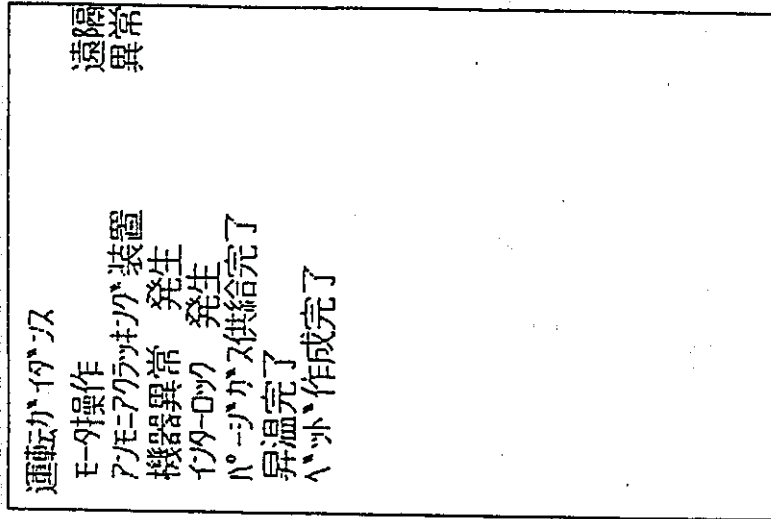 運転ｶﾞｲﾀﾞﾝｽ
ﾓｰﾀ操作 遠隔
ｱﾝﾓﾆｱｸﾗｯｷﾝｸﾞ装置 異常
機器異常 発生
ｲﾝﾀｰﾛｯｸ 発生
ﾊﾟｰｼﾞｶﾞｽ供給完了
昇温完了
ﾍﾞｯﾄﾞ作成完了